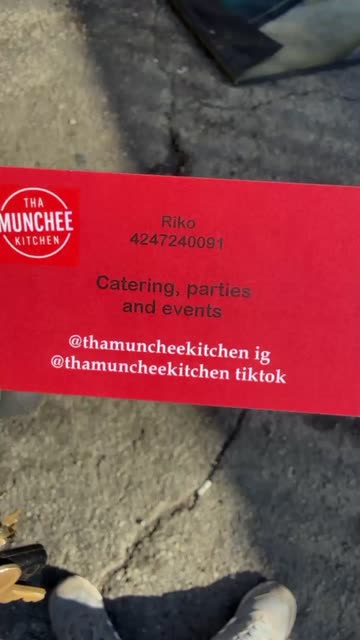 THA
MUNCHEE
KITCHEN
Riko
4247240091
Catering, parties
and events
@thamuncheekitchen ig
@thamuncheekitchen tiktok